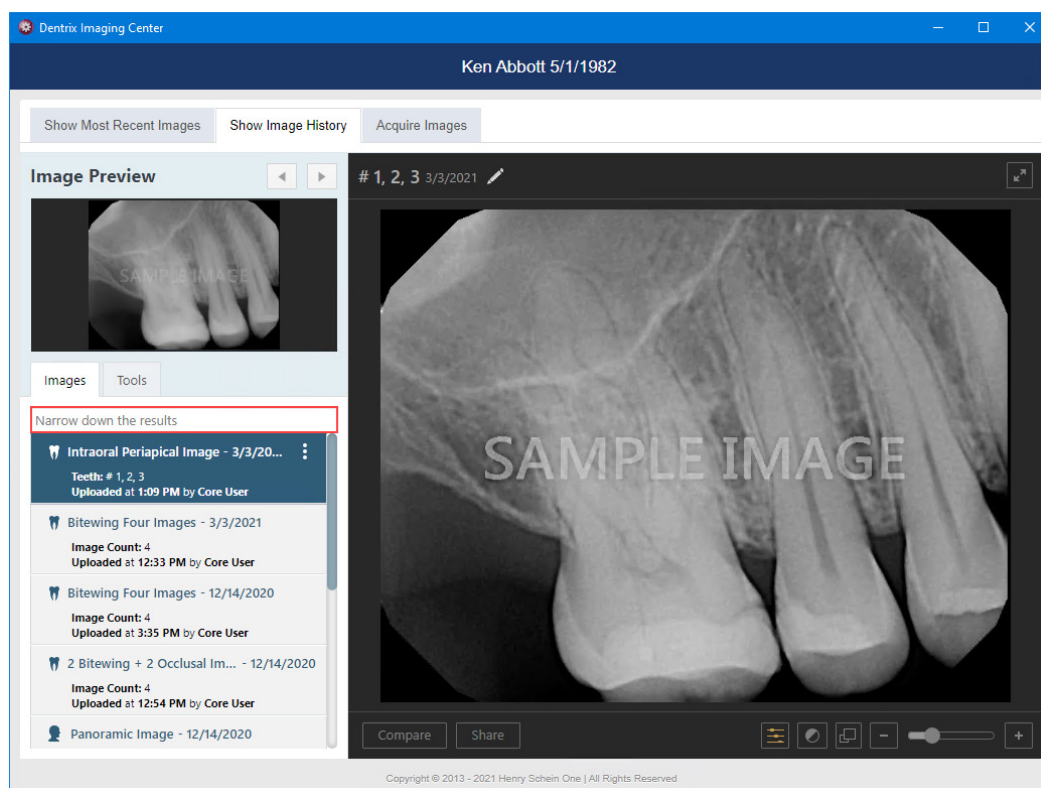 Dentrix Imaging Center
Ken Abbott 5/1/1982
Show Most Recent Images Show Image History Acquire Images
Image Preview
# 1, 2, 3 3/3/2021
SAMPLE IMAGE
Images Tools
Narrow down the results
Intraoral Periapical Image - 3/3/20...
Teeth: # 1, 2, 3
Uploaded at 1:09 PM by Core User
Bitewing Four Images - 3/3/2021
Image Count: 4
Uploaded at 12:33 PM by Core User
Bitewing Four Images - 12/14/2020
Image Count: 4
Uploaded at 3:35 PM by Core User
2 Bitewing + 2 Occlusal Im... - 12/14/2020
Image Count: 4
Uploaded at 12:54 PM by Core User
Panoramic Image - 12/14/2020
SAMPLE IMAGE
Compare Share
Copyright © 2013 - 2021 Henry Schein One | All Rights Reserved